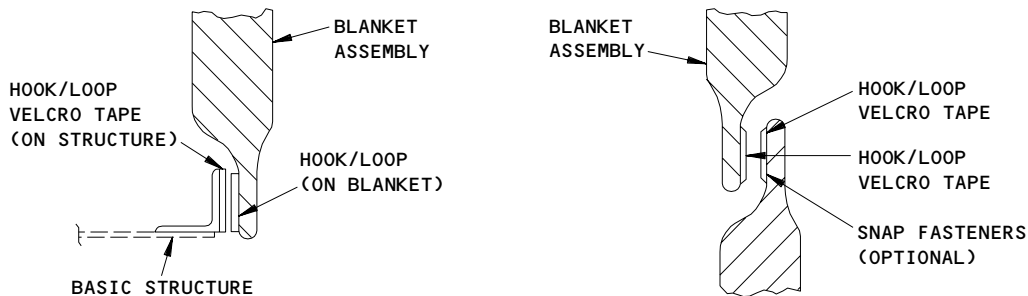 BLANKET
ASSEMBLY
HOOK/LOOP
VELCRO TAPE
(ON STRUCTURE)
HOOK/LOOP
(ON BLANKET)
BASIC STRUCTURE
BLANKET
ASSEMBLY
HOOK/LOOP
VELCRO TAPE
HOOK/LOOP
VELCRO TAPE
SNAP FASTENERS
(OPTIONAL)